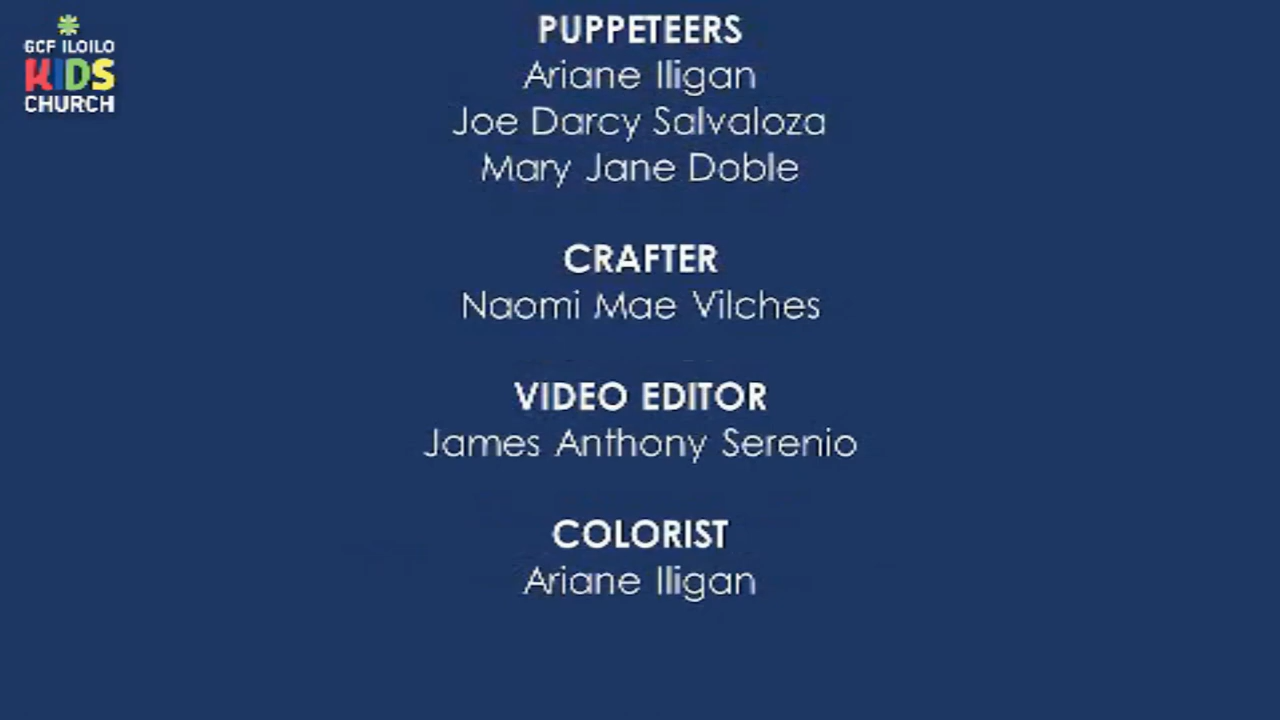 GCF ILOILO
KIDS
CHURCH
PUPPETEERS
Ariane Iligan
Joe Darcy Salvaloza
Mary Jane Doble
CRAFTER
Naomi Mae Vilches
VIDEO EDITOR
James Anthony Serenio
COLORIST
Ariane Iligan